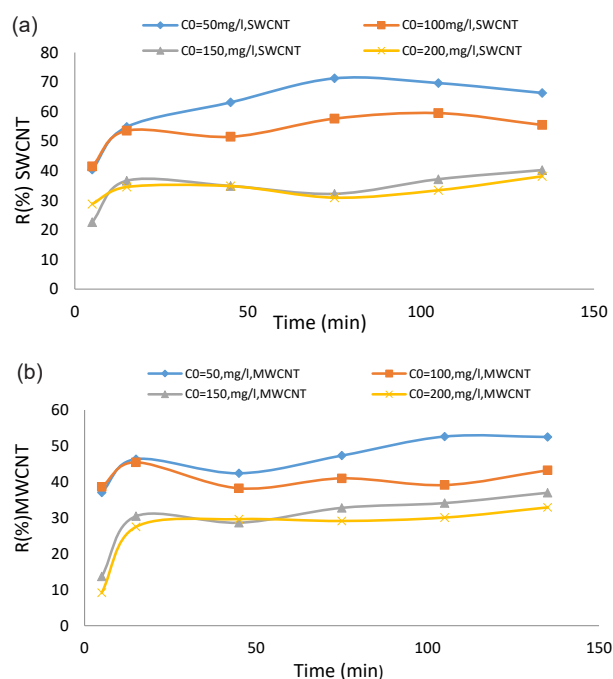 (a)
C0=50mg/l,SWCNT C0=100mg/l,SWCNT
C0=150,mg/l,SWCNT C0=200,mg/l,SWCNT
R(%) SWCNT
80
70
60
50
40
30
20
10
0
0 50 100 150
Time (min)
(b)
C0=50,mg/l,MWCNT C0=100,mg/l,MWCNT
C0=150,mg/l,MWCNT C0=200,mg/l,MWCNT
R(%)MWCNT
60
50
40
30
20
10
0
0 50 100 150
Time (min)